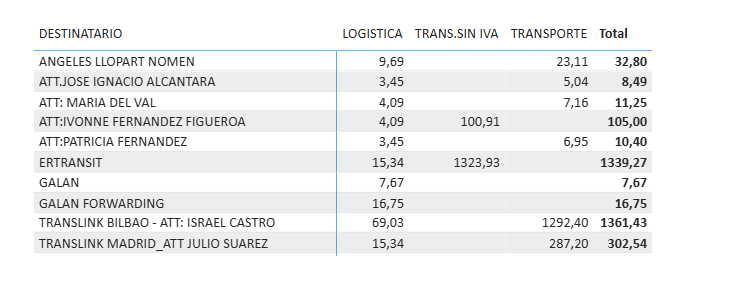 DESTINATARIO LOGISTICA TRANS.SIN IVA TRANSPORTE Total
ANGELES LLOPART NOMEN 9,69 23,11 32,80
ATT.JOSE IGNACIO ALCANTARA 3,45 5,04 8,49
ATT: MARIA DEL VAL 4,09 7,16 11,25
ATT:IVONNE FERNANDEZ FIGUEROA 4,09 100,91 105,00
ATT:PATRICIA FERNANDEZ 3,45 6,95 10,40
ERTRANSIT 15,34 1323,93 1339,27
GALAN 7,67 7,67
GALAN FORWARDING 16,75 16,75
TRANSLINK BILBAO - ATT: ISRAEL CASTRO 69,03 1292,40 1361,43
TRANSLINK MADRID_ATT JULIO SUAREZ 15,34 287,20 302,54